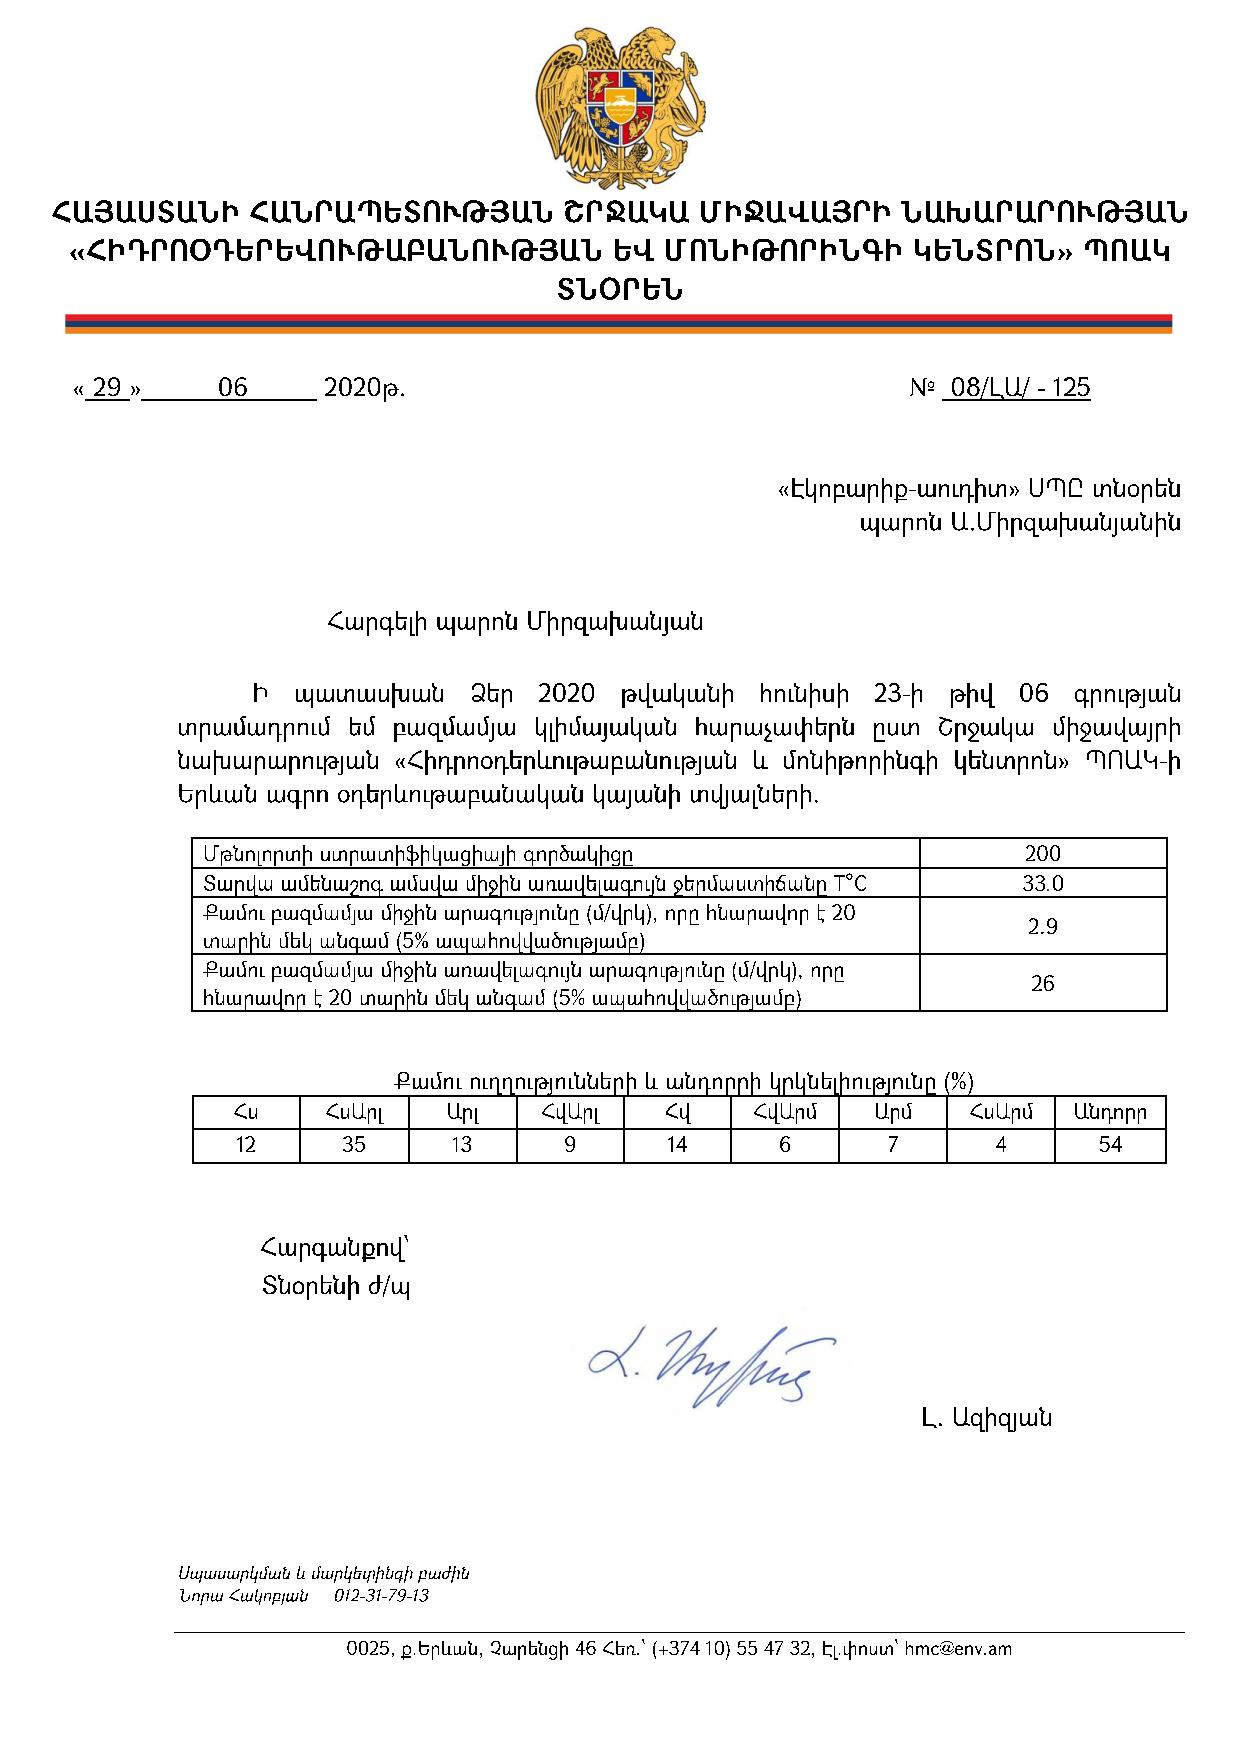 ՀԱՅԱՍՏԱՆԻ ՀԱՆՐԱՊԵՏՈՒԹՅԱՆ ՇՐՋԱԿԱ ՄԻՋԱՎԱՅՐԻ ՆԱԽԱՐԱՐՈՒԹՅԱՆ
«ՀԻԴՐՈՕԴԵՐԵՎՈՒԹԱԲԱՆՈՒԹՅԱՆ ԵՎ ՄՈՆԻԹՈՐԻՆԳԻ ԿԵՆՏՐՈՆ» ՊՈԱԿ
ՏՆՕՐԵՆ
« 29 » 06 2020թ. № 08/ԼԱ/ - 125
«Էկոբարիք-աուդիտ» ՍՊԸ տնօրեն
պարոն Ա.Միրզախանյանին
Հարգելի պարոն Միրզախանյան
Ի պատասխան Ձեր 2020 թվականի հունիսի 23-ի թիվ 06 գրության
տրամադրում եմ բազմամյա կլիմայական հարաչափերն ըստ Շրջակա միջավայրի
նախարարության «Հիդրոօդերևութաբանության և մոնիթորինգի կենտրոն» ՊՈԱԿ-ի
Երևան ագրո օդերևութաբանական կայանի տվյալների.
Մթնոլորտի ստրատիֆիկացիայի գործակիցը 200
Տարվա ամենաշոգ ամսվա միջին առավելագույն ջերմաստիճանը T°C 33.0
Քամու բազմամյա միջին արագությունը (մ/վրկ), որը հնարավոր է 20
տարին մեկ անգամ (5% ապահովվածությամբ) 2.9
Քամու բազմամյա միջին առավելագույն արագությունը (մ/վրկ), որը
հնարավոր է 20 տարին մեկ անգամ (5% ապահովվածությամբ) 26
Քամու ուղղությունների և անդորրի կրկնելիությունը (%)
Հս ՀսԱրլ Արլ ՀվԱրլ Հվ ՀվԱրմ Արմ ՀսԱրմ Անդորր
12 35 13 9 14 6 7 4 54
Հարգանքով՝
Տնօրենի ժ/պ
Լ. Ազիզյան
Սպասարկման և մարկետինգի բաժին
Նորա Հակոբյան 012-31-79-13
0025, ք.Երևան, Չարենցի 46 Հեռ.՝ (+374 10) 55 47 32, Էլ.փոստ՝ hmc@env.am